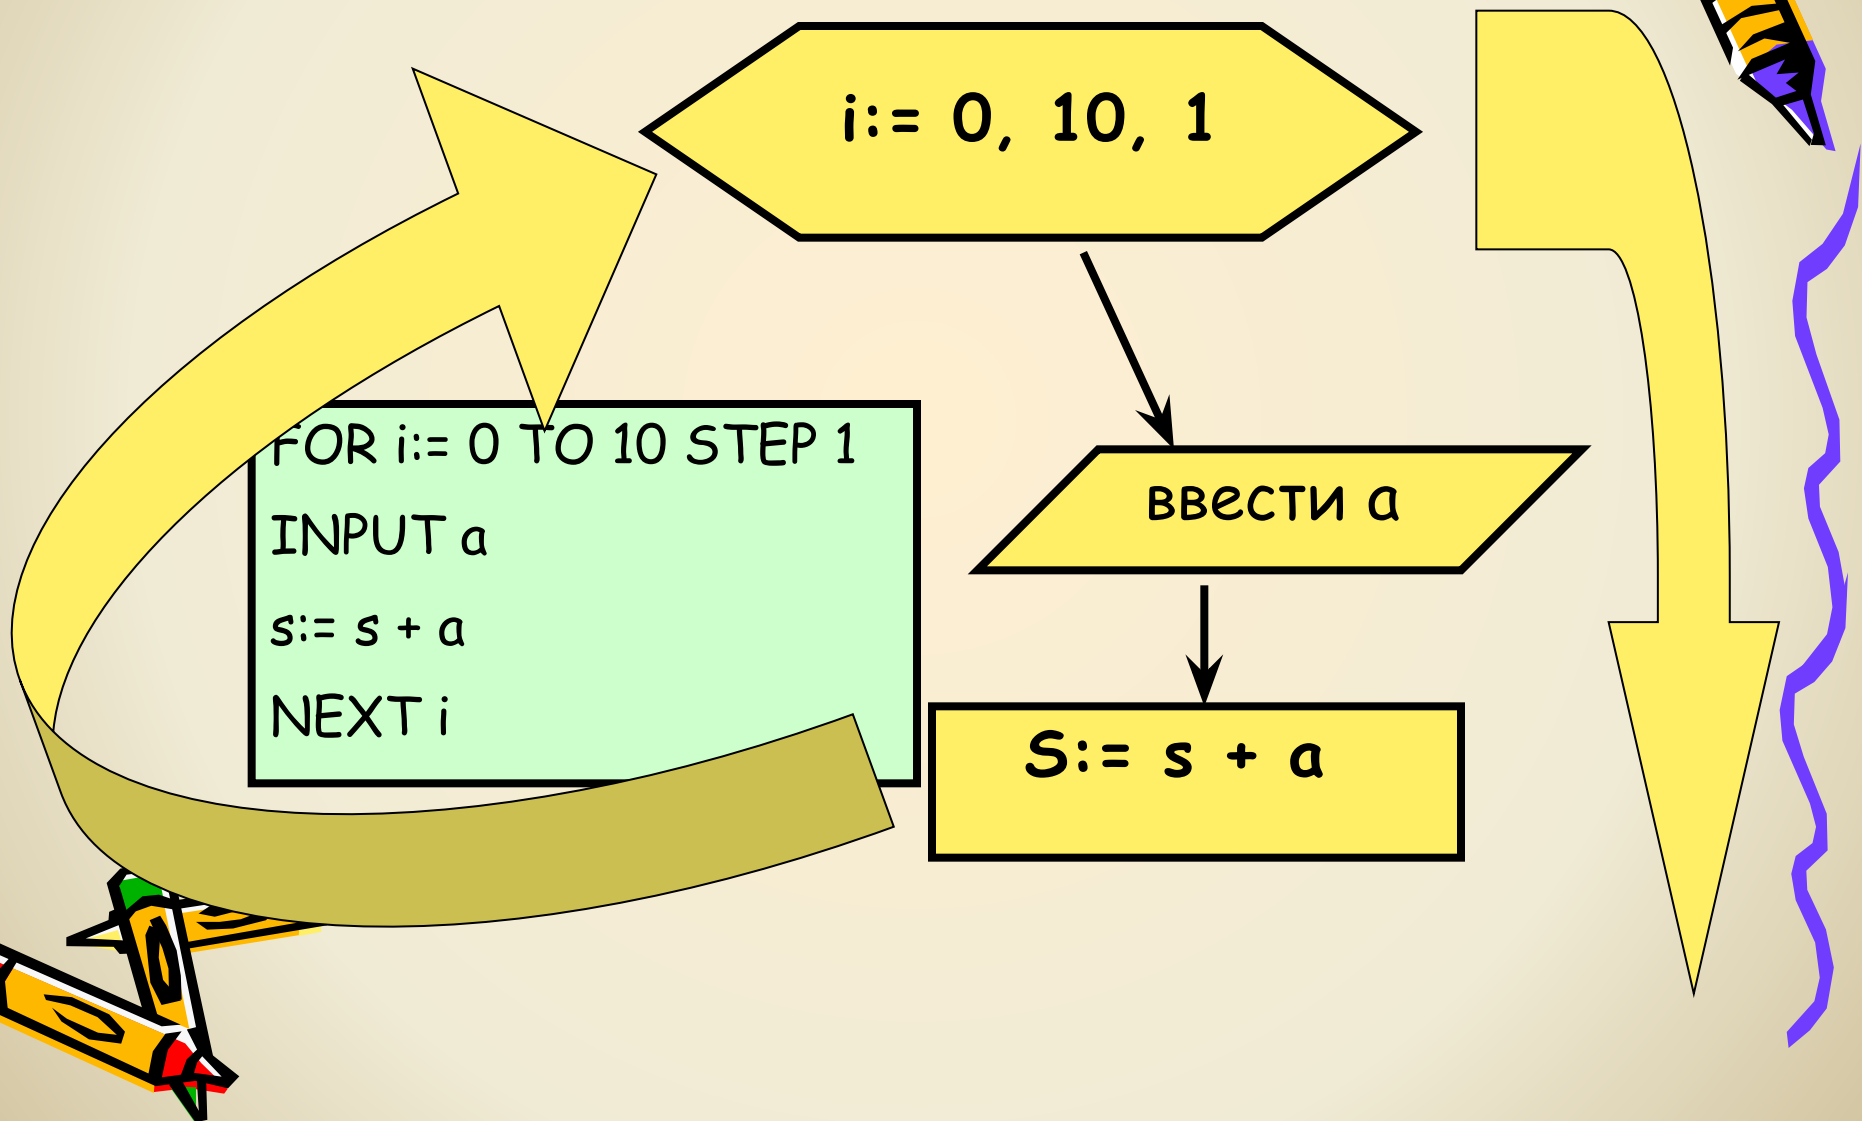 i:= 0, 10, 1
FOR i:= 0 TO 10 STEP 1
INPUT a
s:= s + a
NEXT i
ввести а
S:= s + a